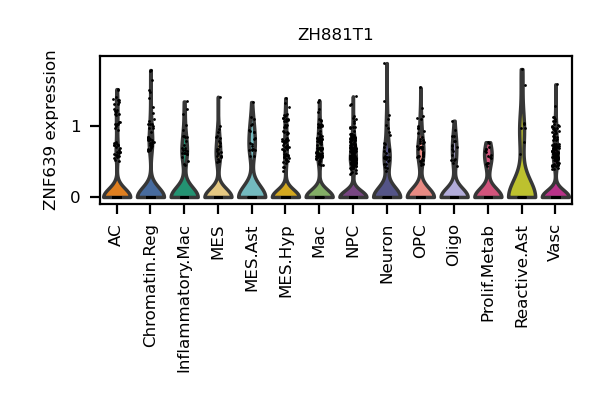 ZH881T1
ZNF639 expression
1
0
AC
Chromatin.Reg
Inflammatory.Mac
MES
MES.Ast
MES.Hyp
Mac
NPC
Neuron
OPC
Oligo
Prolif.Metab
Reactive.Ast
Vasc